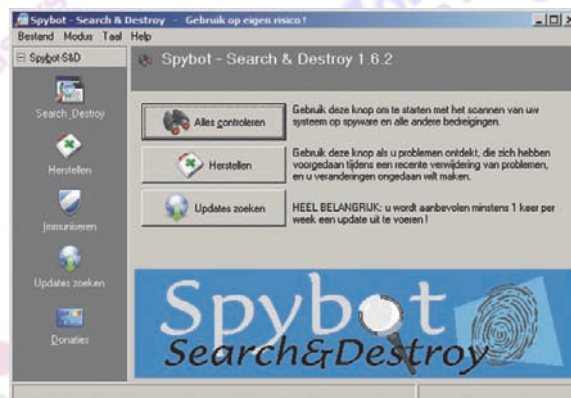 Spybot - Search & Destroy - Gebruik op eigen risico !
Bestand Modus Taal Help
Spybot-S&D
Search_Destroy
Herstellen
Immuniseren
Updates zoeken
Donaties
Spybot - Search & Destroy 1.6.2
Alles controleren
Gebruik deze knop om te starten met het scannen van uw
systeem op spyware en alle andere bedreigingen.
Herstellen
Gebruik deze knop als u problemen ontdekt, die zich hebben
voorgedaan tijdens een recente verwijdering van problemen,
en u veranderingen ongedaan wilt maken.
Updates zoeken
HEEL BELANGRIJK: u wordt aanbevolen minstens 1 keer per
week een update uit te voeren !
Spybot
Search&Destroy